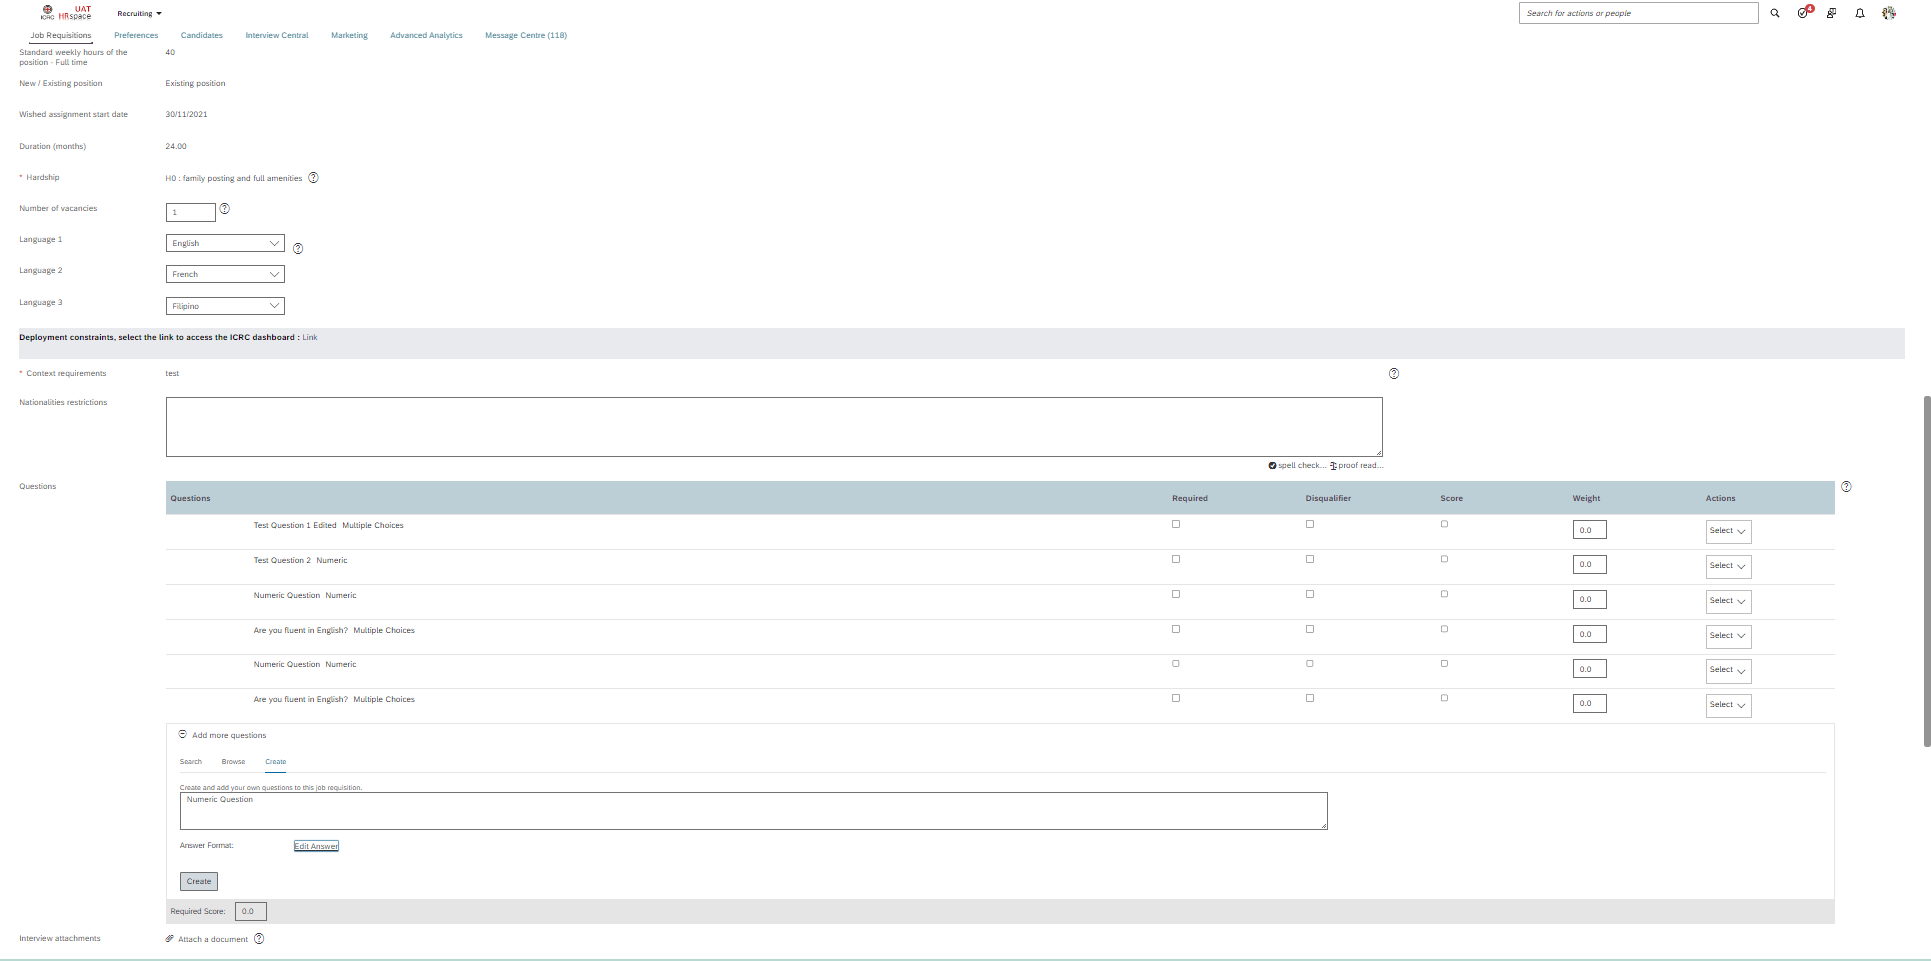 ICRC
UAT
HRspace
Recruiting
Search for actions or people
4
Job Requisitions
Preferences
Candidates
Interview Central
Marketing
Advanced Analytics
Message Centre (118)
Standard weekly hours of the
position - Full time
40
New / Existing position
Existing position
Wished assignment start date
30/11/2021
Duration (months)
24.00
* Hardship
H0 : family posting and full amenities
Number of vacancies
1
Language 1
English
Language 2
French
Language 3
Filipino
Deployment constraints, select the link to access the ICRC dashboard : Link
* Context requirements
test
Nationalities restrictions
spell check... proof read...
Questions
Questions Required Disqualifier Score Weight Actions
Test Question 1 Edited Multiple Choices 0.0 Select
Test Question 2 Numeric 0.0 Select
Numeric Question Numeric 0.0 Select
Are you fluent in English? Multiple Choices 0.0 Select
Numeric Question Numeric 0.0 Select
Are you fluent in English? Multiple Choices 0.0 Select
Add more questions
Search Browse Create
Create and add your own questions to this job requisition.
Numeric Question
Answer Format: Edit Answer
Create
Required Score: 0.0
Interview attachments
Attach a document